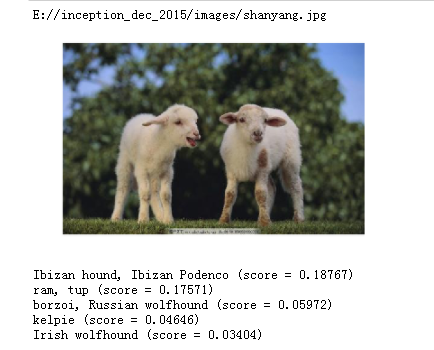 E://inception_dec_2015/images/shanyang.jpg
Ibizan hound, Ibizan Podenco (score = 0.18767)
ram, tup (score = 0.17571)
borzoi, Russian wolfhound (score = 0.05972)
kelpie (score = 0.04646)
Irish wolfhound (score = 0.03404)